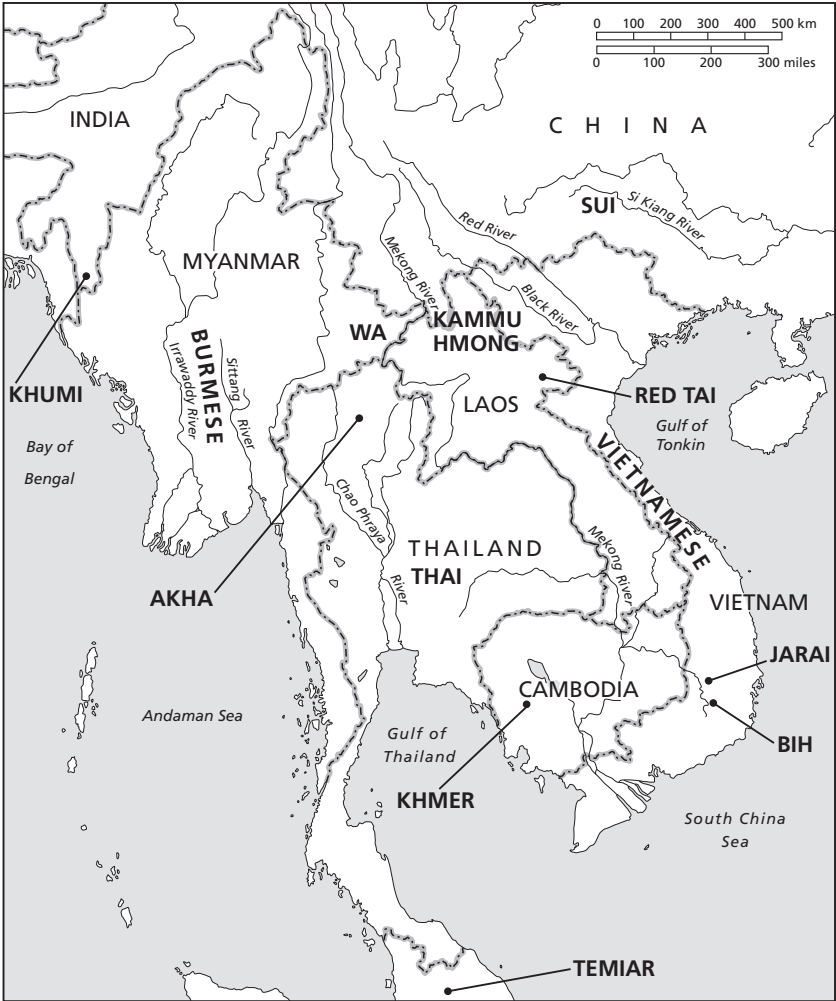 0 100 200 300 400 500 km
0 100 200 300 miles
INDIA
C H I N A
SUI
Si Kiang River
Red River
MYANMAR
Mekong River
Black River
WA
KAMMU
HMONG
BURMESE
Irrawaddy River
Sittang River
KHUMI
LAOS
RED TAI
Bay of
Bengal
Gulf of
Tonkin
VIETNAMESE
Chao Phraya River
THAILAND
THAI
Mekong River
AKHA
VIETNAM
JARAI
CAMBODIA
Andaman Sea
Gulf of
Thailand
BIH
KHMER
South China
Sea
TEMIAR